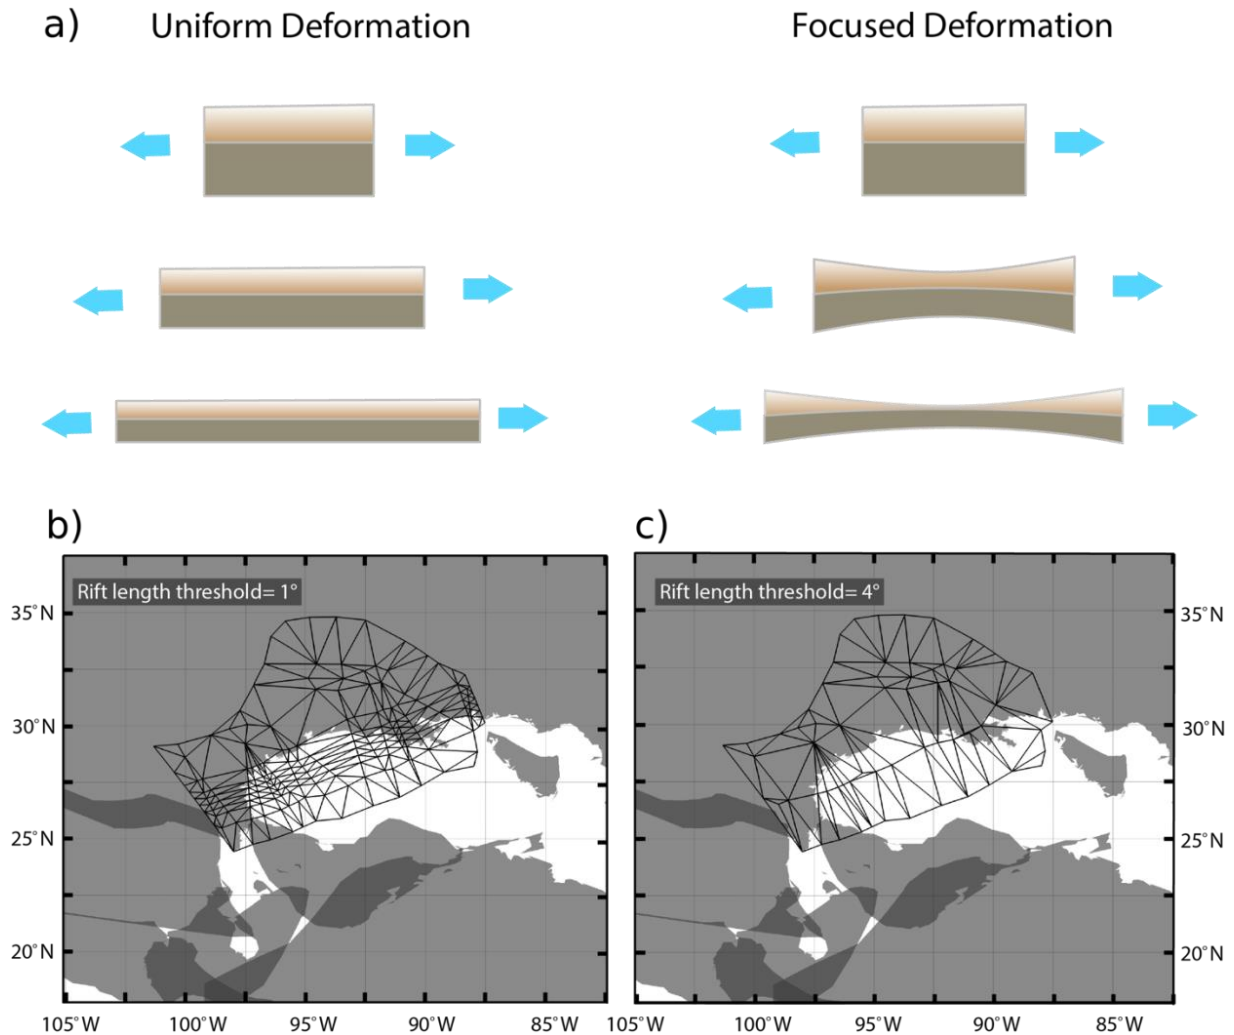 a)
Uniform Deformation
Focused Deformation
b)
c)
Rift length threshold= 1°
Rift length threshold= 4°
35°N
30°N
25°N
20°N
35°N
30°N
25°N
20°N
105°W 100°W 95°W 90°W 85°W
105°W 100°W 95°W 90°W 85°W